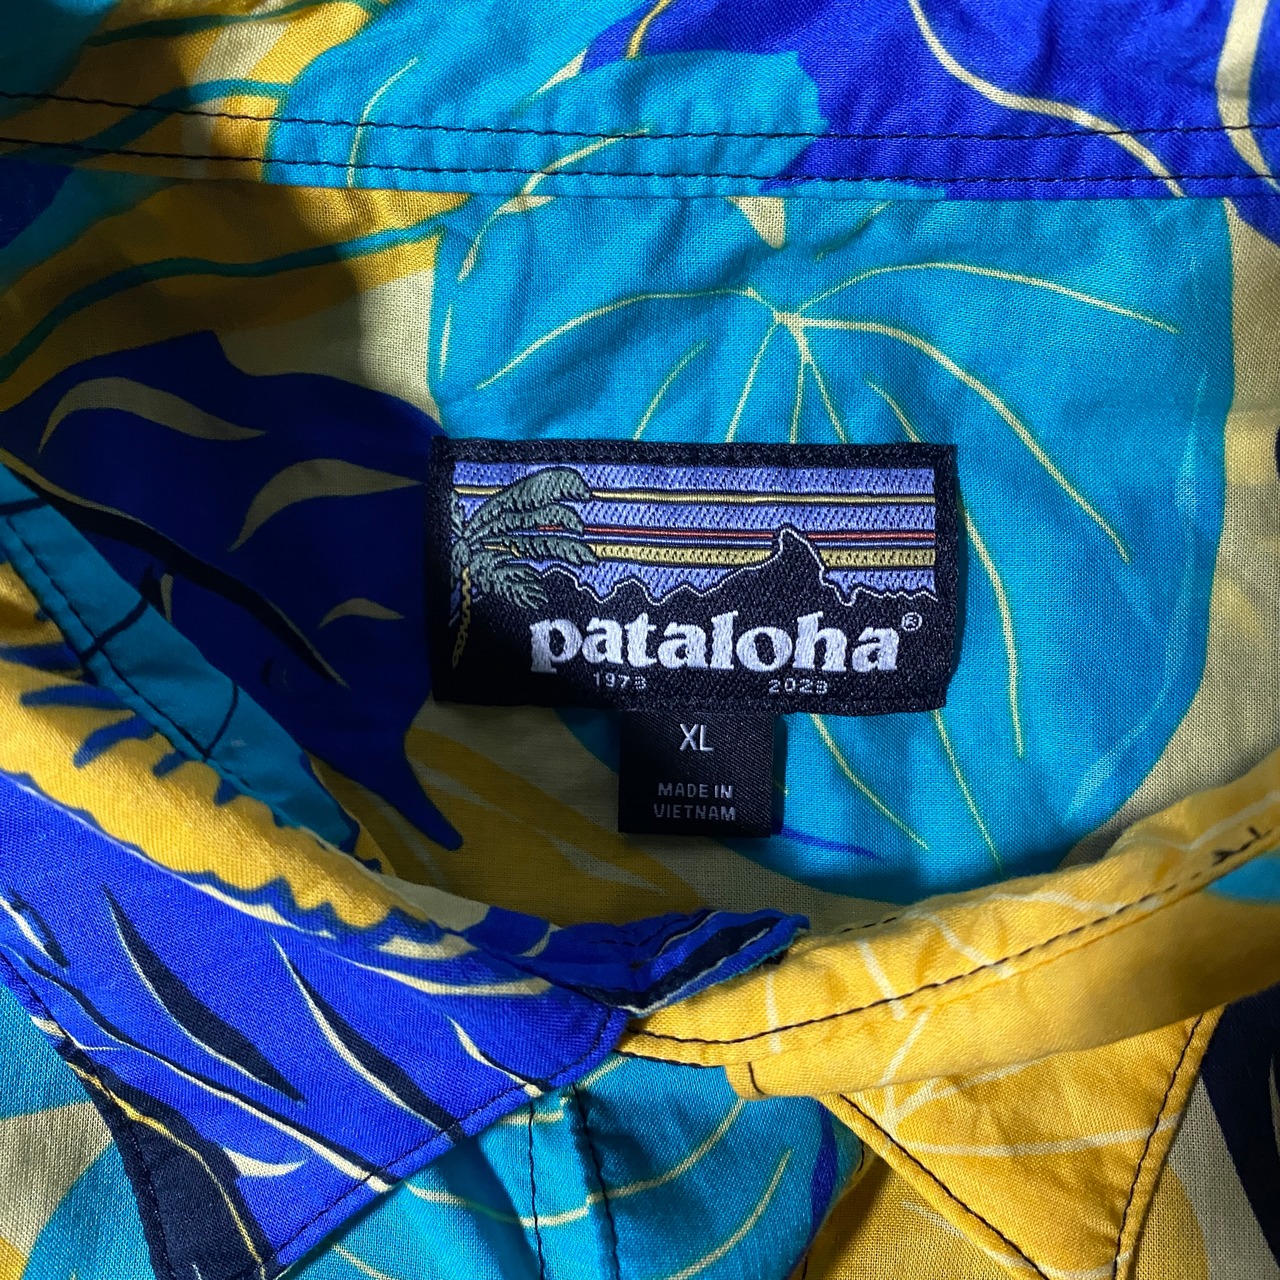 pataloha®
1973 2023
XL
MADE IN
VIETNAM